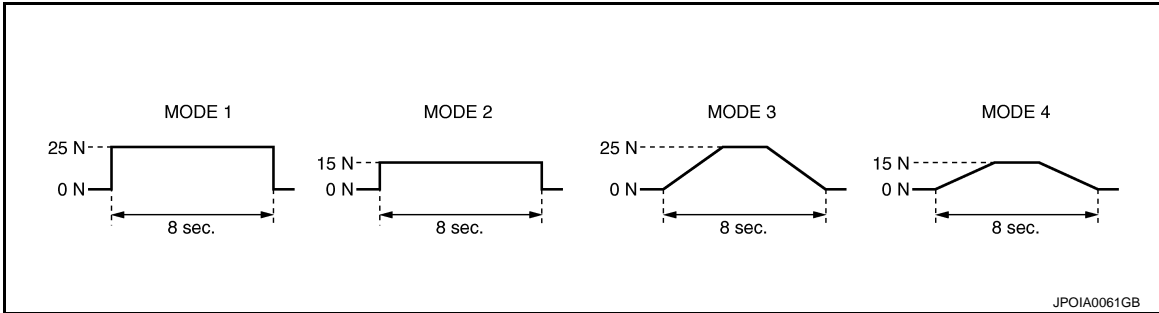 MODE 1
25 N
0 N
8 sec.
MODE 2
15 N
0 N
8 sec.
MODE 3
25 N
0 N
8 sec.
MODE 4
15 N
0 N
8 sec.
JPOIA0061GB